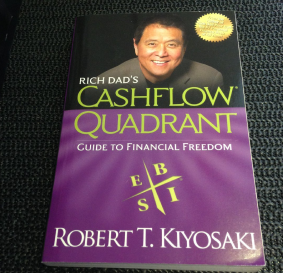 RICH DAD'S
CASHFLOW®
QUADRANT
GUIDE TO FINANCIAL FREEDOM
E B
S I
ROBERT T. KIYOSAKI